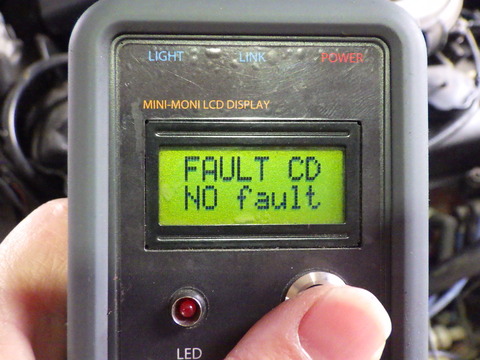 LIGHT LINK POWER
MINI-MONI LCD DISPLAY
FAULT CD
NO fault
LED